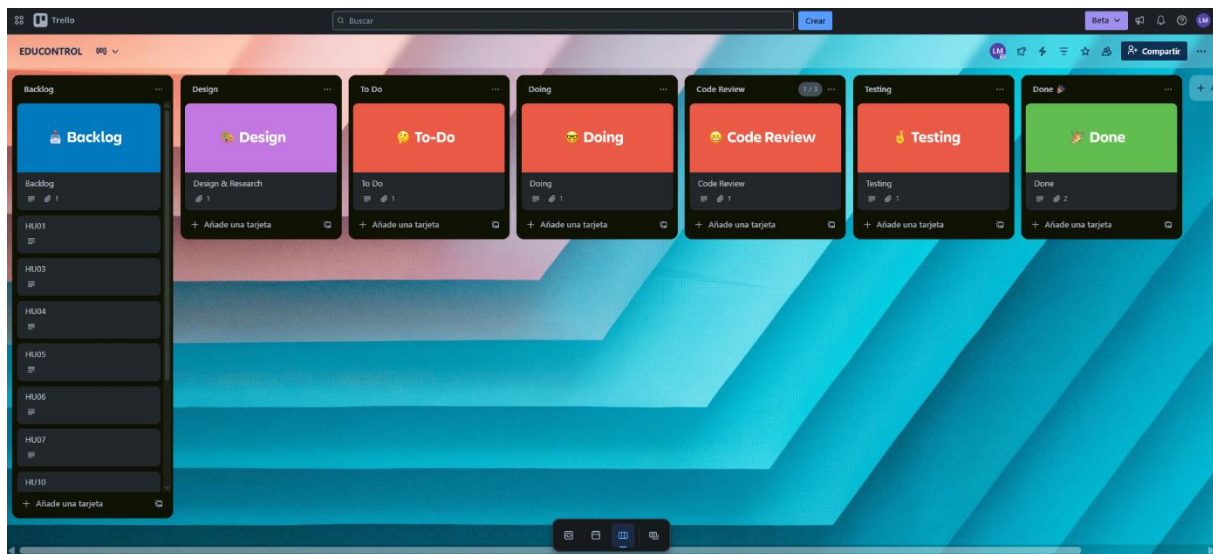 Trello
Buscar
Crear
Beta
LM
EDUCONTROL
LM
Compartir
Backlog
Backlog
Backlog
1
HU01
HU03
HU04
HU05
HU06
HU07
HU10
+ Añade una tarjeta
Design
Design
Design & Research
1
+ Añade una tarjeta
To Do
To-Do
To Do
1
+ Añade una tarjeta
Doing
Doing
Doing
1
+ Añade una tarjeta
Code Review
1 / 3
Code Review
Code Review
1
+ Añade una tarjeta
Testing
Testing
Testing
1
+ Añade una tarjeta
Done 🎉
Done
Done
2
+ Añade una tarjeta